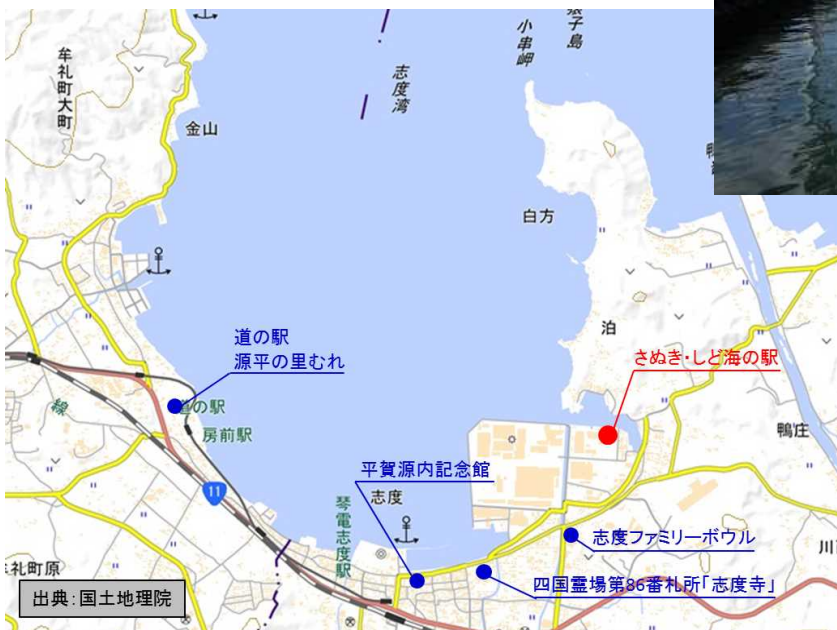 小串岬
志度湾
牟礼町大町
金山
白方
泊
道の駅
源平の里むれ
さぬき・しど海の駅
道の駅
房前駅
鴨庄
平賀源内記念館
志度
11
琴電志度駅
志度ファミリーボウル
四国霊場第86番札所「志度寺」
礼町原
出典：国土地理院